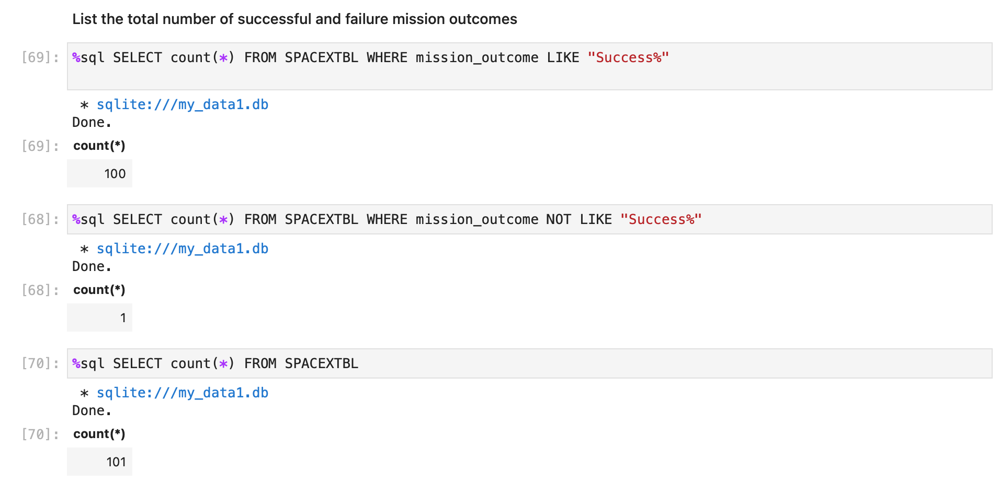 List the total number of successful and failure mission outcomes
[69]: %sql SELECT count(*) FROM SPACEXTBL WHERE mission_outcome LIKE "Success%"
* sqlite:///my_data1.db
Done.
[69]: count(*)
100
[68]: %sql SELECT count(*) FROM SPACEXTBL WHERE mission_outcome NOT LIKE "Success%"
* sqlite:///my_data1.db
Done.
[68]: count(*)
1
[70]: %sql SELECT count(*) FROM SPACEXTBL
* sqlite:///my_data1.db
Done.
[70]: count(*)
101